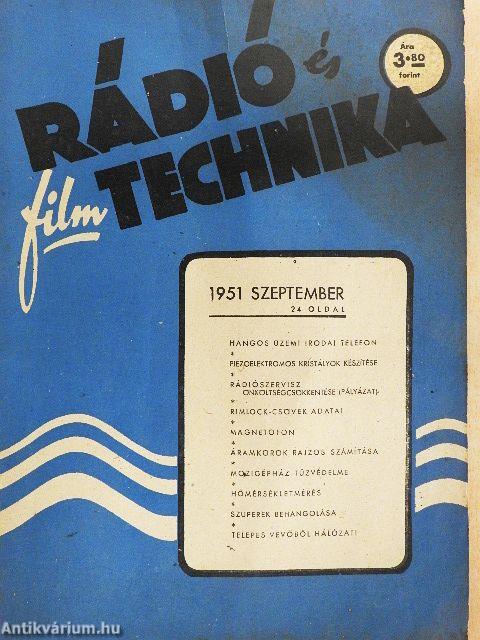 RÁDIÓ és
film TECHNIKA
Ára
3.80
forint
1951 SZEPTEMBER
24 OLDAL
HANGOS ÜZEMI IRODAI TELEFON
*
PIEZOELEKTROMOS KRISTÁLYOK KÉSZÍTÉSE
*
RÁDIÓSZERVISZ
ÖNKÖLTSÉGCSÖKKENTÉSE (PÁLYÁZAT)
*
RIMLOCK-CSÖVEK ADATAI
*
MAGNETOFON
*
ÁRAMKÖRÖK RAJZOS SZÁMÍTÁSA
*
MOZIGÉPHÁZ TŰZVÉDELME
*
HŐMÉRSÉKLETMÉRÉS
*
SZUPEREK BEHANGOLÁSA
*
TELEPES VEVŐBŐL HÁLÓZATI
Antikvárium.hu